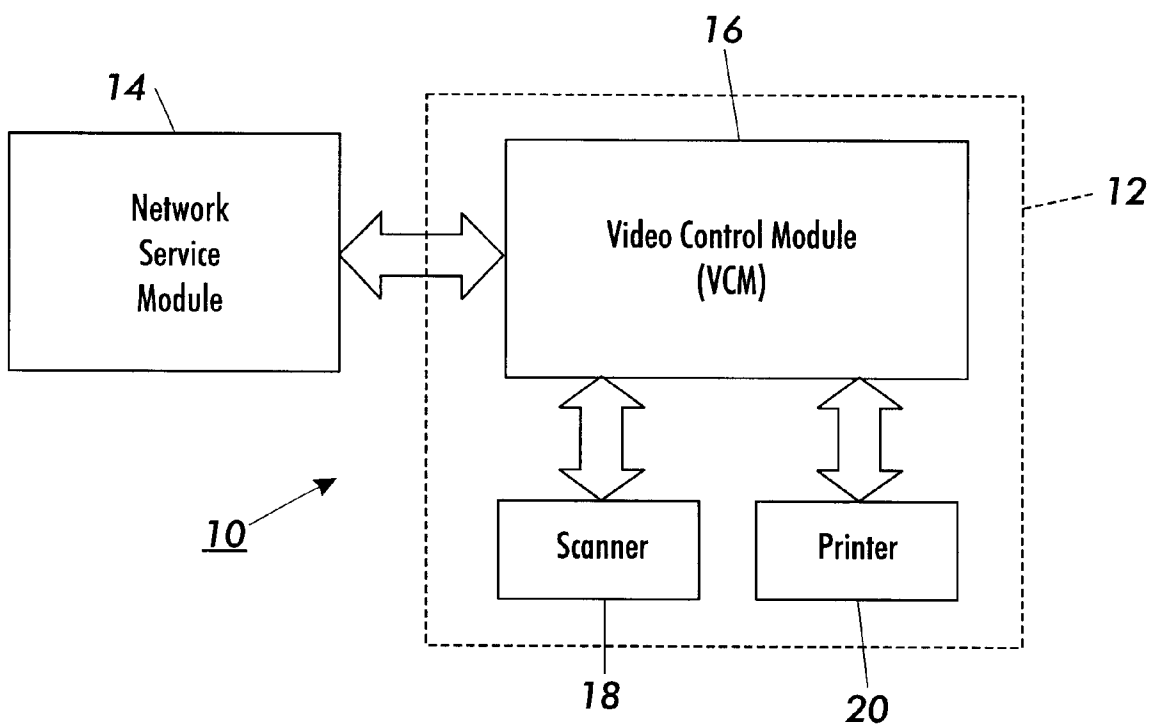 16
14
12
Network
Service
Module
Video Control Module
(VCM)
10
Scanner
Printer
18
20